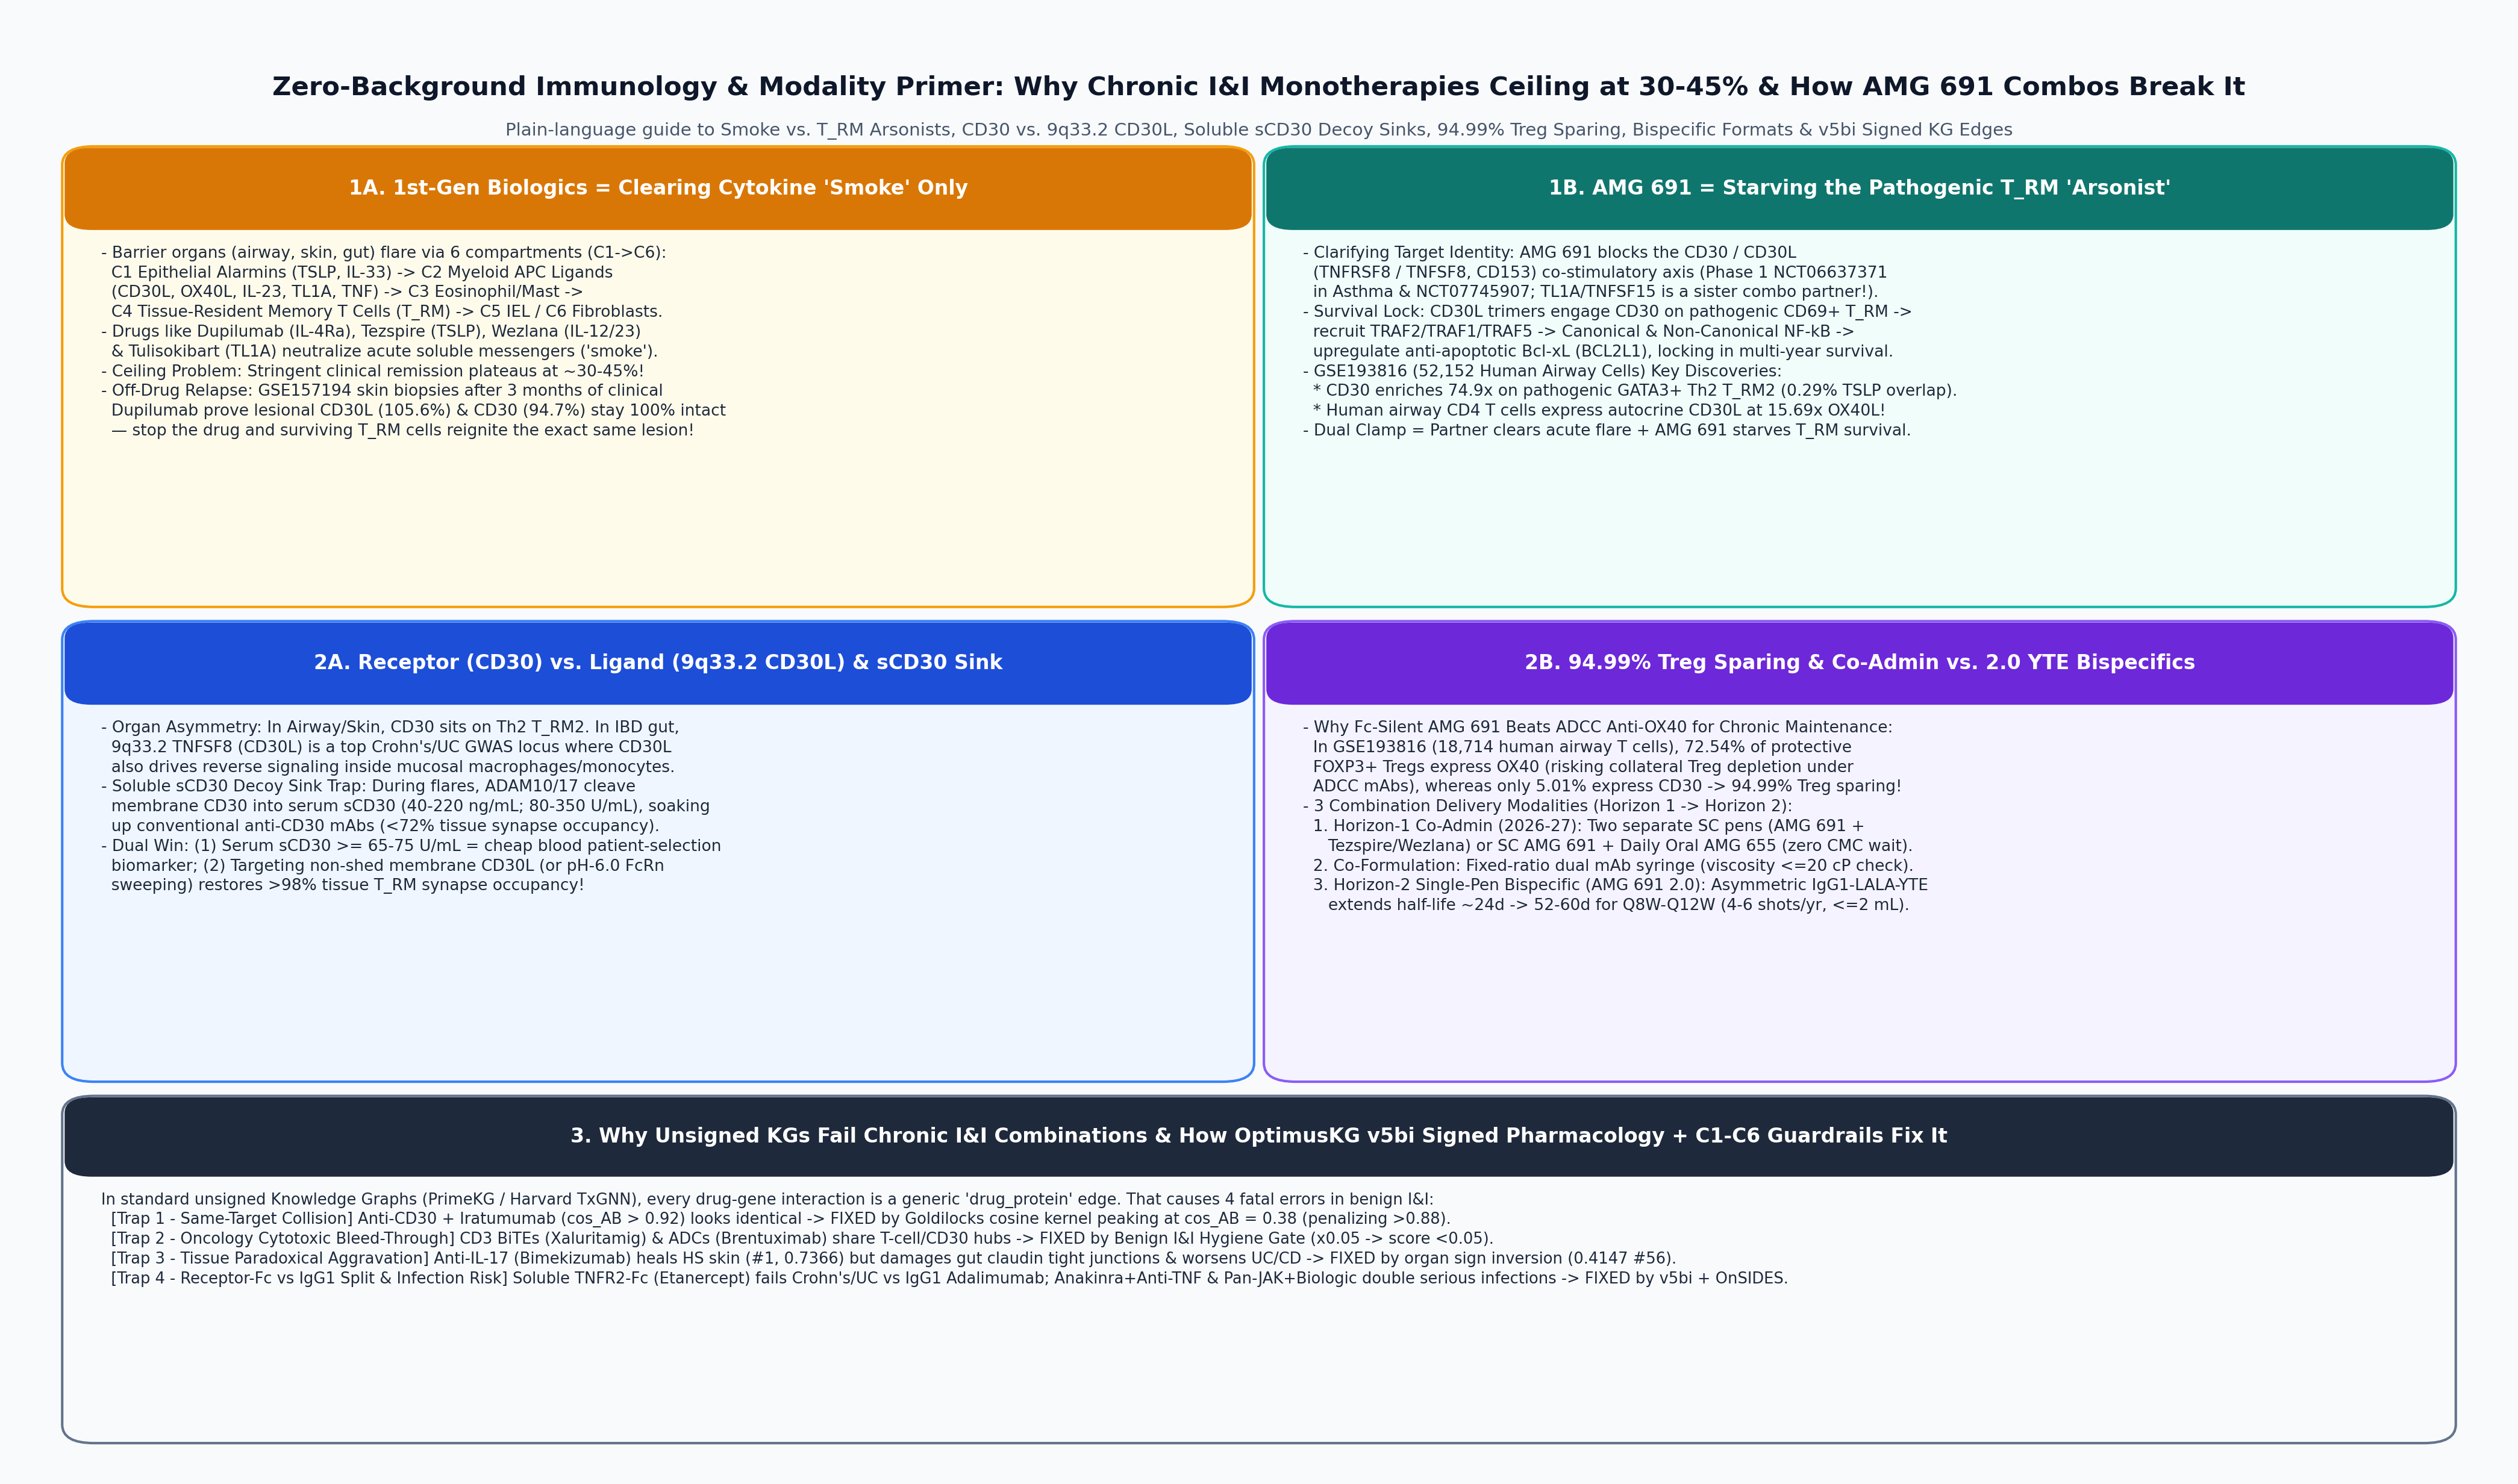 Zero-Background Immunology & Modality Primer: Why Chronic I&I Monotherapies Ceiling at 30-45% & How AMG 691 Combos Break It
Plain-language guide to Smoke vs. T_RM Arsonists, CD30 vs. 9q33.2 CD30L, Soluble sCD30 Decoy Sinks, 94.99% Treg Sparing, Bispecific Formats & v5bi Signed KG Edges
1A. 1st-Gen Biologics = Clearing Cytokine 'Smoke' Only
- Barrier organs (airway, skin, gut) flare via 6 compartments (C1->C6):
C1 Epithelial Alarmins (TSLP, IL-33) -> C2 Myeloid APC Ligands
(CD30L, OX40L, IL-23, TL1A, TNF) -> C3 Eosinophil/Mast ->
C4 Tissue-Resident Memory T Cells (T_RM) -> C5 IEL / C6 Fibroblasts.
- Drugs like Dupilumab (IL-4Ra), Tezspire (TSLP), Wezlana (IL-12/23)
& Tulisokibart (TL1A) neutralize acute soluble messengers ('smoke').
- Ceiling Problem: Stringent clinical remission plateaus at ~30-45%!
- Off-Drug Relapse: GSE157194 skin biopsies after 3 months of clinical
Dupilumab prove lesional CD30L (105.6%) & CD30 (94.7%) stay 100% intact
— stop the drug and surviving T_RM cells reignite the exact same lesion!
1B. AMG 691 = Starving the Pathogenic T_RM 'Arsonist'
- Clarifying Target Identity: AMG 691 blocks the CD30 / CD30L
(TNFRSF8 / TNFSF8, CD153) co-stimulatory axis (Phase 1 NCT06637371
in Asthma & NCT07745907; TL1A/TNFSF15 is a sister combo partner!).
- Survival Lock: CD30L trimers engage CD30 on pathogenic CD69+ T_RM ->
recruit TRAF2/TRAF1/TRAF5 -> Canonical & Non-Canonical NF-kB ->
upregulate anti-apoptotic Bcl-xL (BCL2L1), locking in multi-year survival.
- GSE193816 (52,152 Human Airway Cells) Key Discoveries:
* CD30 enriches 74.9x on pathogenic GATA3+ Th2 T_RM2 (0.29% TSLP overlap).
* Human airway CD4 T cells express autocrine CD30L at 15.69x OX40L!
- Dual Clamp = Partner clears acute flare + AMG 691 starves T_RM survival.
2A. Receptor (CD30) vs. Ligand (9q33.2 CD30L) & sCD30 Sink
- Organ Asymmetry: In Airway/Skin, CD30 sits on Th2 T_RM2. In IBD gut,
9q33.2 TNFSF8 (CD30L) is a top Crohn's/UC GWAS locus where CD30L
also drives reverse signaling inside mucosal macrophages/monocytes.
- Soluble sCD30 Decoy Sink Trap: During flares, ADAM10/17 cleave
membrane CD30 into serum sCD30 (40-220 ng/mL; 80-350 U/mL), soaking
up conventional anti-CD30 mAbs (<72% tissue synapse occupancy).
- Dual Win: (1) Serum sCD30 >= 65-75 U/mL = cheap blood patient-selection
biomarker; (2) Targeting non-shed membrane CD30L (or pH-6.0 FcRn
sweeping) restores >98% tissue T_RM synapse occupancy!
2B. 94.99% Treg Sparing & Co-Admin vs. 2.0 YTE Bispecifics
- Why Fc-Silent AMG 691 Beats ADCC Anti-OX40 for Chronic Maintenance:
In GSE193816 (18,714 human airway T cells), 72.54% of protective
FOXP3+ Tregs express OX40 (risking collateral Treg depletion under
ADCC mAbs), whereas only 5.01% express CD30 -> 94.99% Treg sparing!
- 3 Combination Delivery Modalities (Horizon 1 -> Horizon 2):
1. Horizon-1 Co-Admin (2026-27): Two separate SC pens (AMG 691 +
Tezspire/Wezlana) or SC AMG 691 + Daily Oral AMG 655 (zero CMC wait).
2. Co-Formulation: Fixed-ratio dual mAb syringe (viscosity <=20 cP check).
3. Horizon-2 Single-Pen Bispecific (AMG 691 2.0): Asymmetric IgG1-LALA-YTE
extends half-life ~24d -> 52-60d for Q8W-Q12W (4-6 shots/yr, <=2 mL).
3. Why Unsigned KGs Fail Chronic I&I Combinations & How OptimusKG v5bi Signed Pharmacology + C1-C6 Guardrails Fix It
In standard unsigned Knowledge Graphs (PrimeKG / Harvard TxGNN), every drug-gene interaction is a generic 'drug_protein' edge. That causes 4 fatal errors in benign I&I:
[Trap 1 - Same-Target Collision] Anti-CD30 + Iratumumab (cos_AB > 0.92) looks identical -> FIXED by Goldilocks cosine kernel peaking at cos_AB = 0.38 (penalizing >0.88).
[Trap 2 - Oncology Cytotoxic Bleed-Through] CD3 BiTEs (Xaluritamig) & ADCs (Brentuximab) share T-cell/CD30 hubs -> FIXED by Benign I&I Hygiene Gate (x0.05 -> score <0.05).
[Trap 3 - Tissue Paradoxical Aggravation] Anti-IL-17 (Bimekizumab) heals HS skin (#1, 0.7366) but damages gut claudin tight junctions & worsens UC/CD -> FIXED by organ sign inversion (0.4147 #56).
[Trap 4 - Receptor-Fc vs IgG1 Split & Infection Risk] Soluble TNFR2-Fc (Etanercept) fails Crohn's/UC vs IgG1 Adalimumab; Anakinra+Anti-TNF & Pan-JAK+Biologic double serious infections -> FIXED by v5bi + OnSIDES.